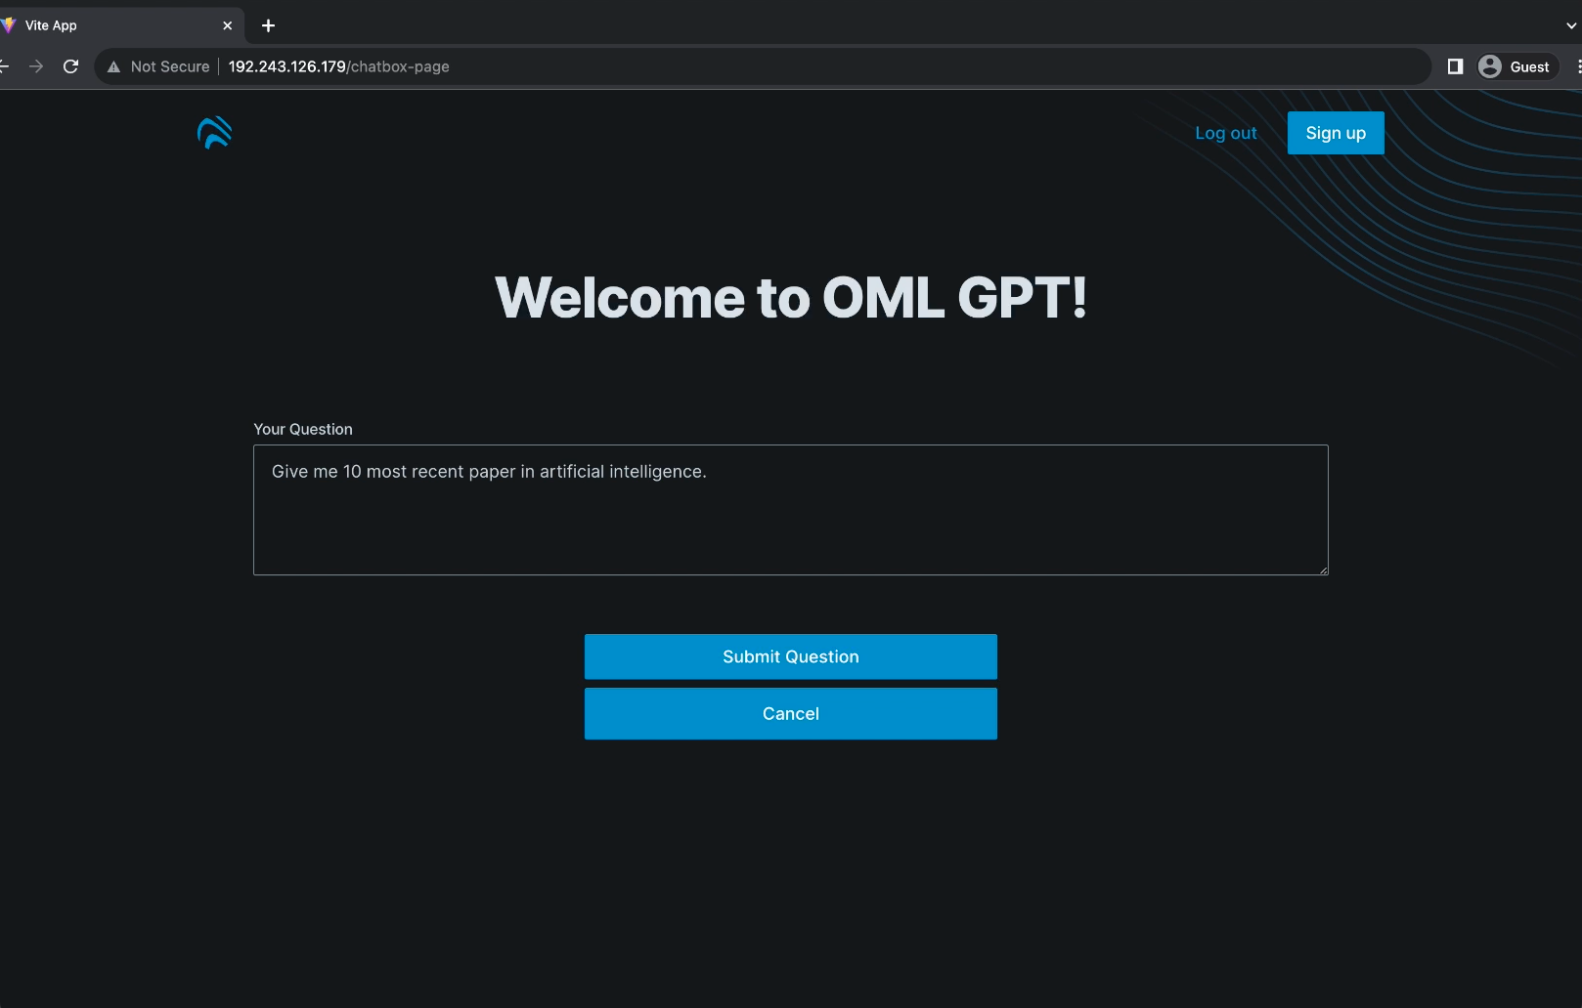 Vite App
Not Secure 192.243.126.179/chatbox-page Guest
Log out Sign up
Welcome to OML GPT!
Your Question
Give me 10 most recent paper in artificial intelligence.
Submit Question
Cancel